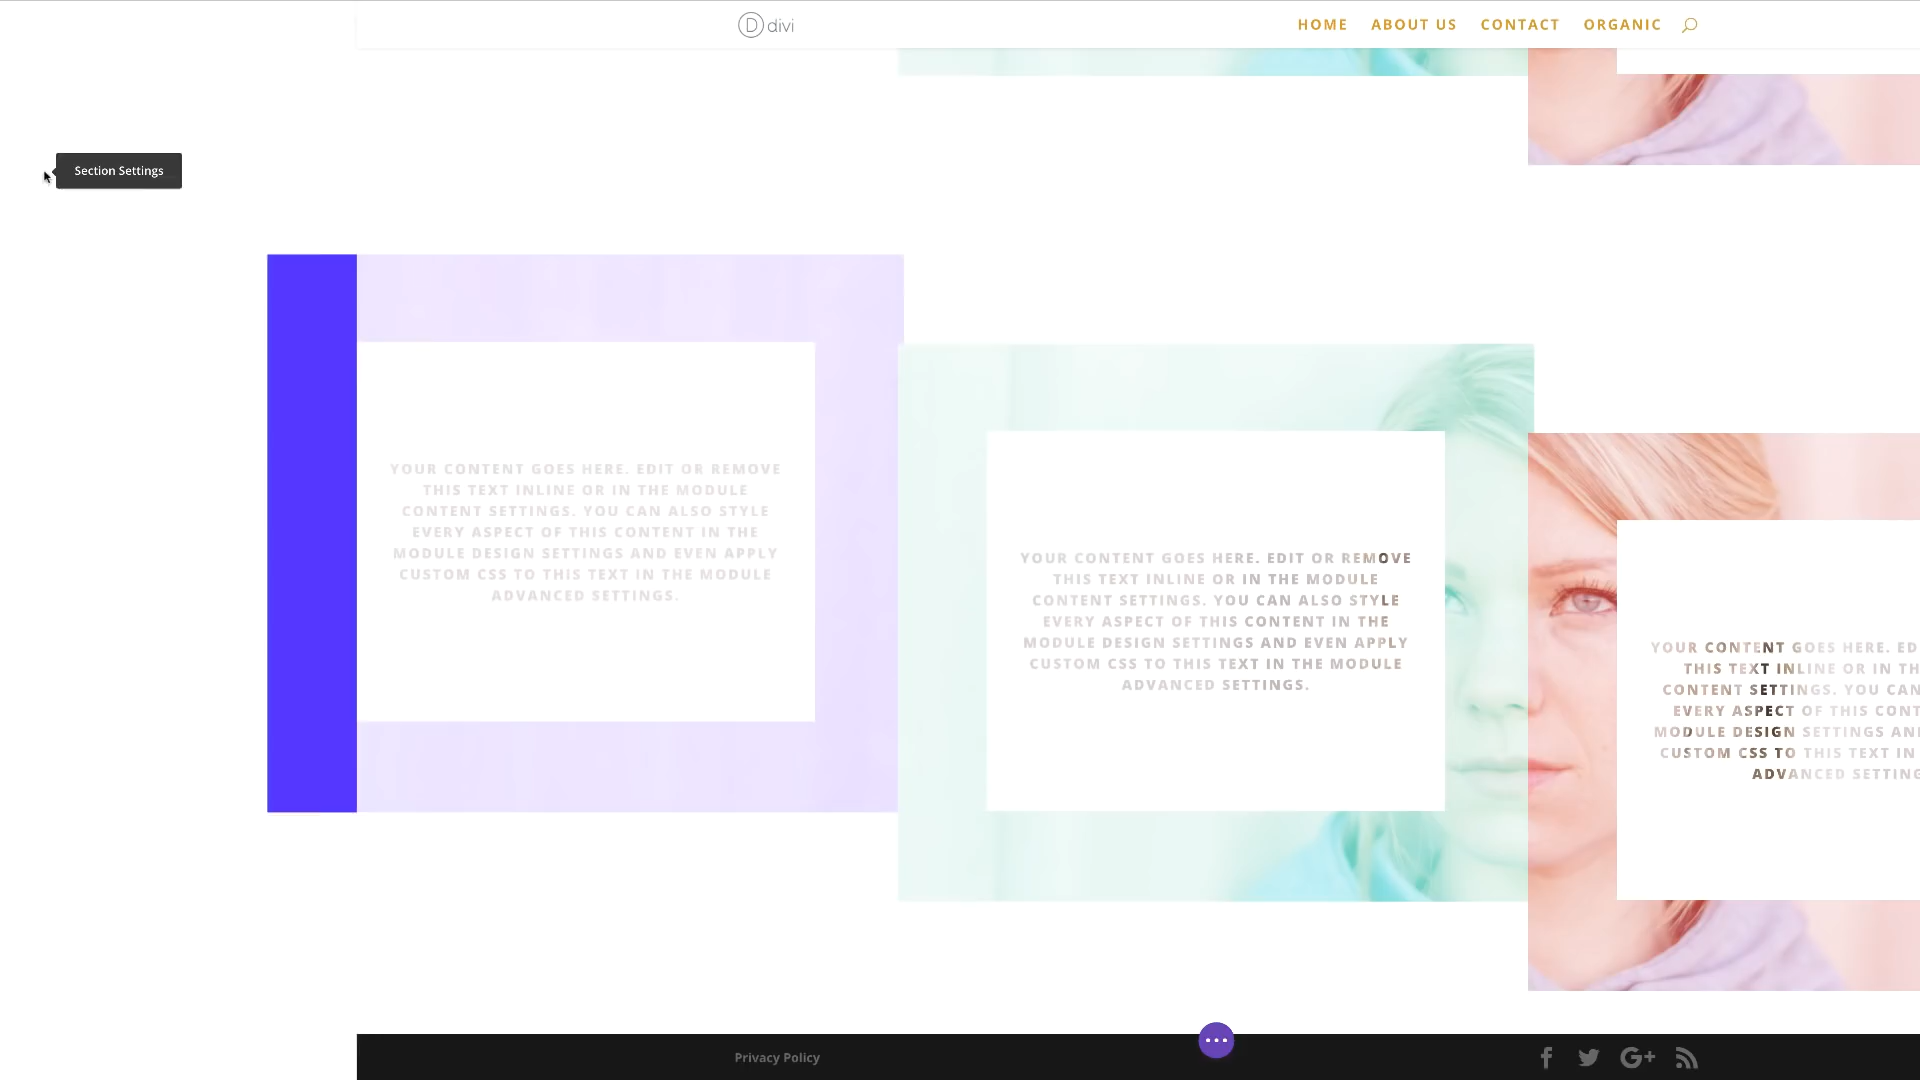 divi
HOME ABOUT US CONTACT ORGANIC
Section Settings
YOUR CONTENT GOES HERE. EDIT OR REMOVE
THIS TEXT INLINE OR IN THE MODULE
CONTENT SETTINGS. YOU CAN ALSO STYLE
EVERY ASPECT OF THIS CONTENT IN THE
MODULE DESIGN SETTINGS AND EVEN APPLY
CUSTOM CSS TO THIS TEXT IN THE MODULE
ADVANCED SETTINGS.
YOUR CONTENT GOES HERE. EDIT OR REMOVE
THIS TEXT INLINE OR IN THE MODULE
CONTENT SETTINGS. YOU CAN ALSO STYLE
EVERY ASPECT OF THIS CONTENT IN THE
MODULE DESIGN SETTINGS AND EVEN APPLY
CUSTOM CSS TO THIS TEXT IN THE MODULE
ADVANCED SETTINGS.
YOUR CONTENT GOES HERE. ED
THIS TEXT INLINE OR IN TH
CONTENT SETTINGS. YOU CAN
EVERY ASPECT OF THIS CONT
MODULE DESIGN SETTINGS AN
CUSTOM CSS TO THIS TEXT IN
ADVANCED SETTING
Privacy Policy